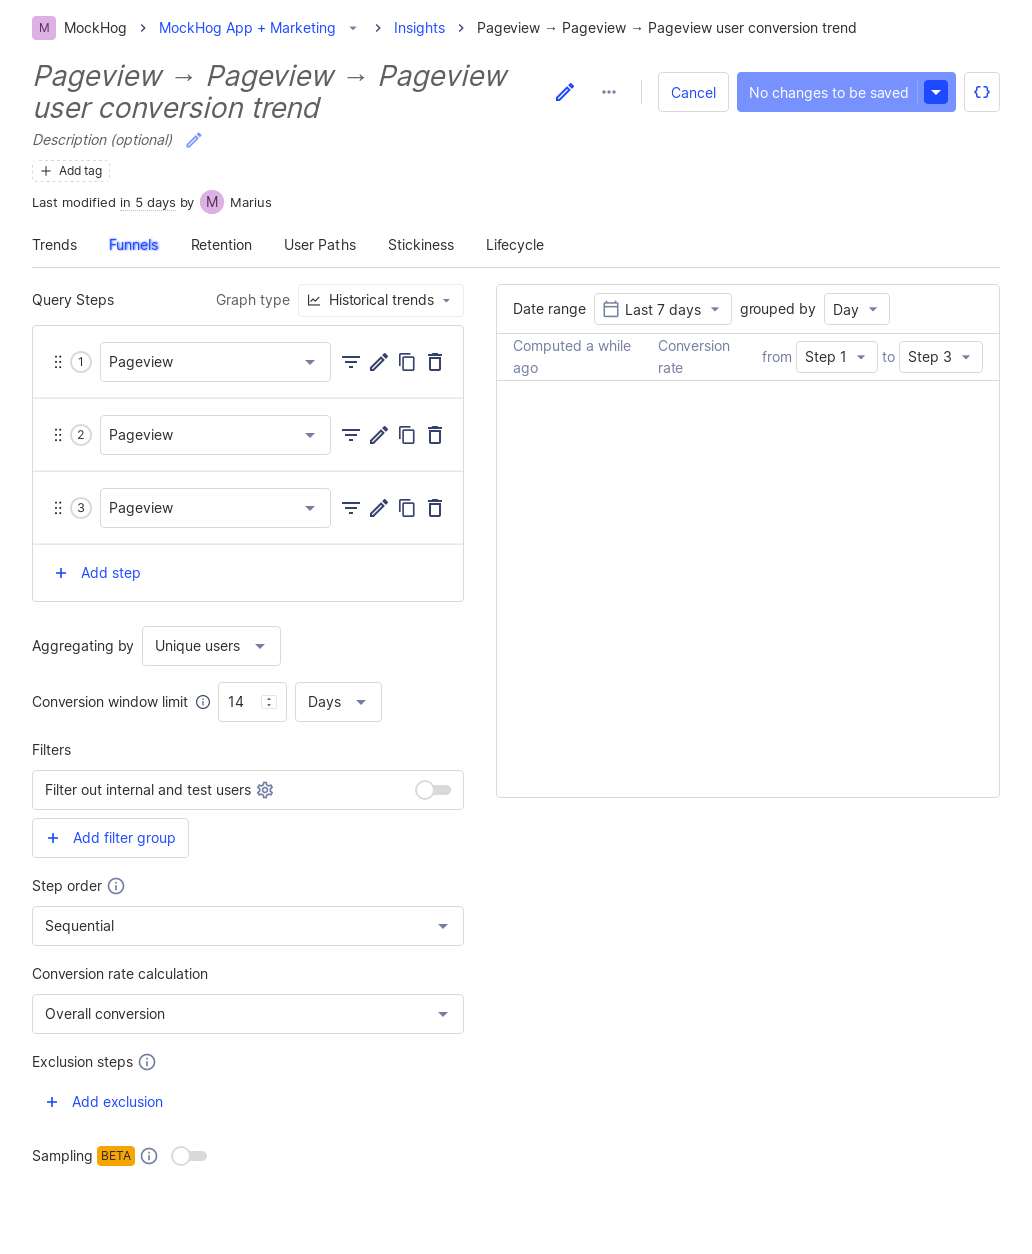 M MockHog > MockHog App + Marketing > Insights > Pageview → Pageview → Pageview user conversion trend
Pageview → Pageview → Pageview
user conversion trend
Cancel
No changes to be saved
Description (optional)
Add tag
Last modified in 5 days by M Marius
Trends Funnels Retention User Paths Stickiness Lifecycle
Query Steps Graph type Historical trends
1 Pageview
2 Pageview
3 Pageview
+ Add step
Aggregating by Unique users
Conversion window limit 14 Days
Filters
Filter out internal and test users
+ Add filter group
Step order
Sequential
Conversion rate calculation
Overall conversion
Exclusion steps
+ Add exclusion
Sampling BETA
Date range Last 7 days grouped by Day
Computed a while
ago
Conversion
rate
from Step 1 to Step 3